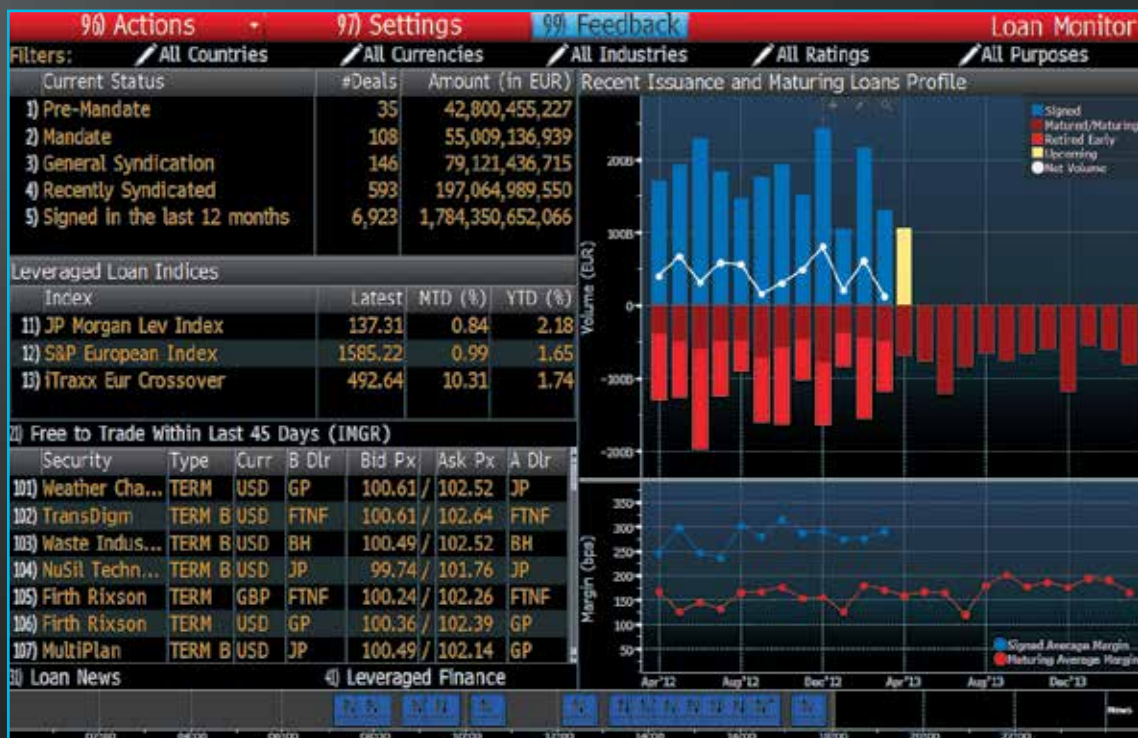 96) Actions 97) Settings 99) Feedback Loan Monitor
Filters: All Countries All Currencies All Industries All Ratings All Purposes
Current Status #Deals Amount (in EUR)
1) Pre-Mandate 35 42,800,455,227
2) Mandate 108 55,009,136,939
3) General Syndication 146 79,121,436,715
4) Recently Syndicated 593 197,064,989,550
5) Signed in the last 12 months 6,923 1,784,350,652,066
Leveraged Loan Indices
Index Latest MTD (%) YTD (%)
11) JP Morgan Lev Index 137.31 0.84 2.18
12) S&P European Index 1585.22 0.99 1.65
13) iTraxx Eur Crossover 492.64 10.31 1.74
21) Free to Trade Within Last 45 Days (IMGR)
Security Type Curr B Dlr Bid Px Ask Px A Dlr
101) Weather Cha... TERM USD GP 100.61 / 102.52 JP
102) TransDigm TERM B USD FTNF 100.61 / 102.64 FTNF
103) Waste Indus... TERM B USD BH 100.49 / 102.52 BH
104) NuSil Techn... TERM B USD JP 99.74 / 101.76 JP
105) Firth Rixson TERM GBP FTNF 100.24 / 102.26 FTNF
106) Firth Rixson TERM USD GP 100.36 / 102.39 GP
107) MultiPlan TERM B USD JP 100.49 / 102.14 GP
31) Loan News 41) Leveraged Finance
Recent Issuance and Maturing Loans Profile
Signed
Matured/Maturing
Retired Early
Upcoming
Net Volume
Volume (EUR)
200B
100B
0
-100B
-200B
Margin (bps)
350
300
250
200
150
100
50
Signed Average Margin
Maturing Average Margin
Apr'12 Aug'12 Dec'12 Apr'13 Aug'13 Dec'13
News